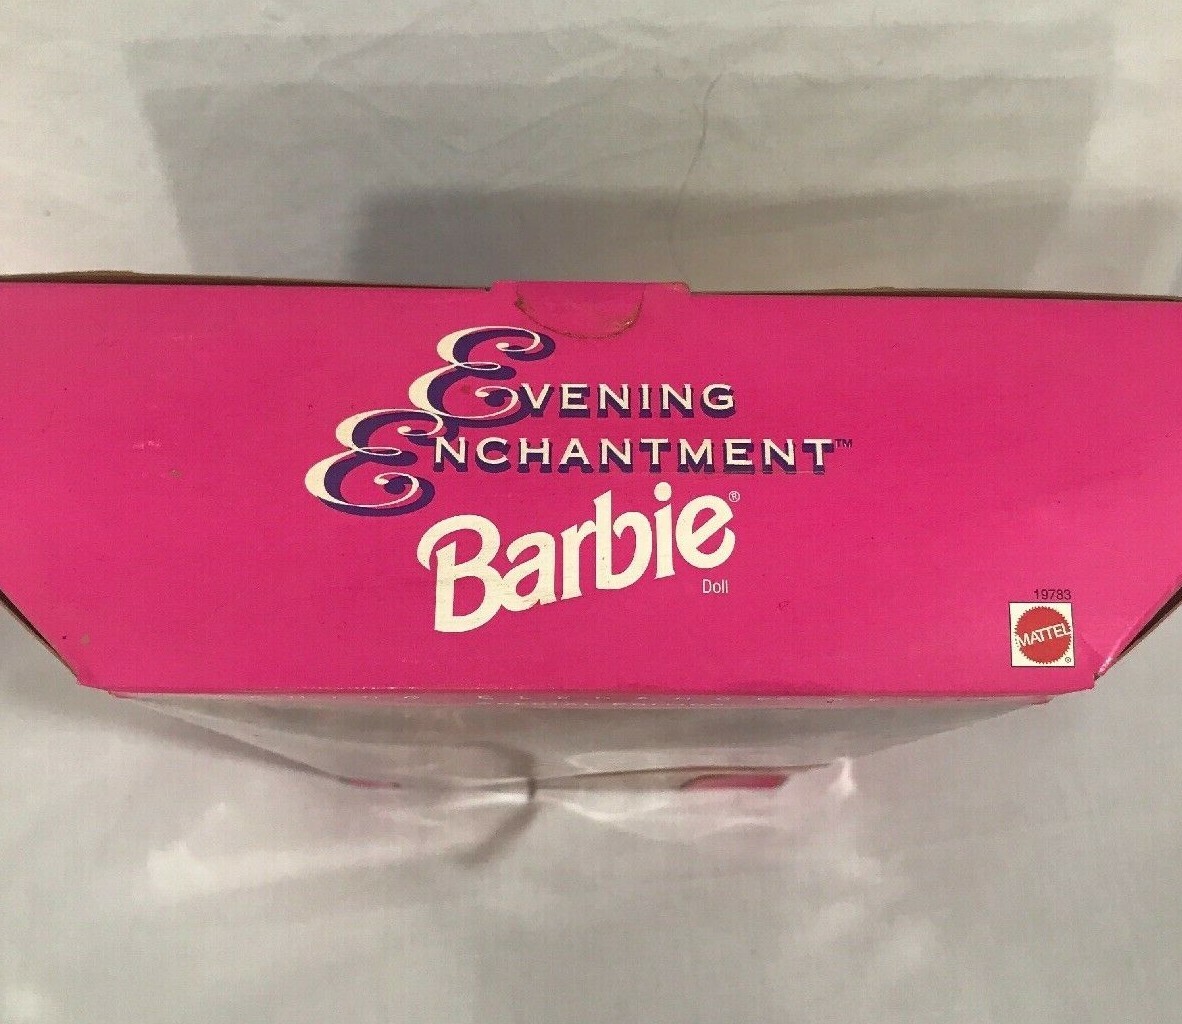 EVENING
ENCHANTMENT™
Barbie®
Doll
19783
MATTEL
®